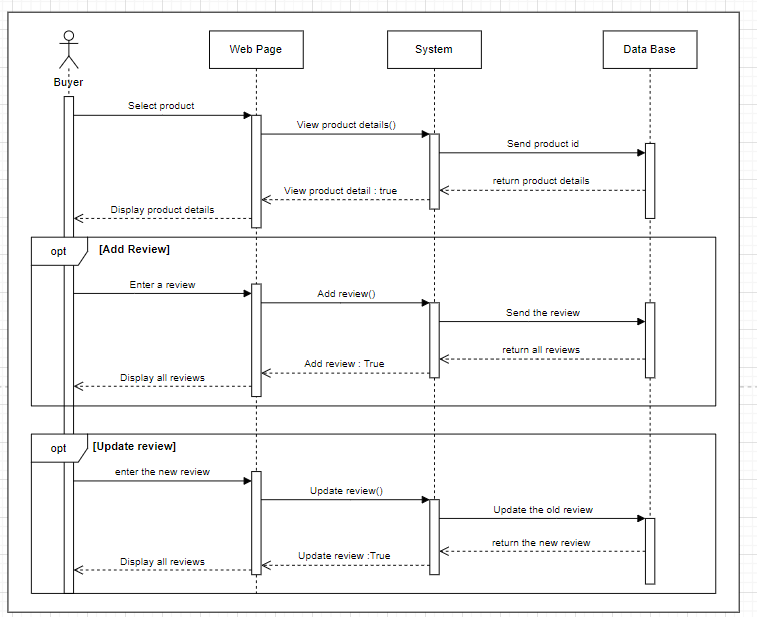 Web Page
System
Data Base
Buyer
Select product
View product details()
Send product id
return product details
View product detail : true
Display product details
opt
[Add Review]
Enter a review
Add review()
Send the review
return all reviews
Add review : True
Display all reviews
opt
[Update review]
enter the new review
Update review()
Update the old review
return the new review
Update review :True
Display all reviews